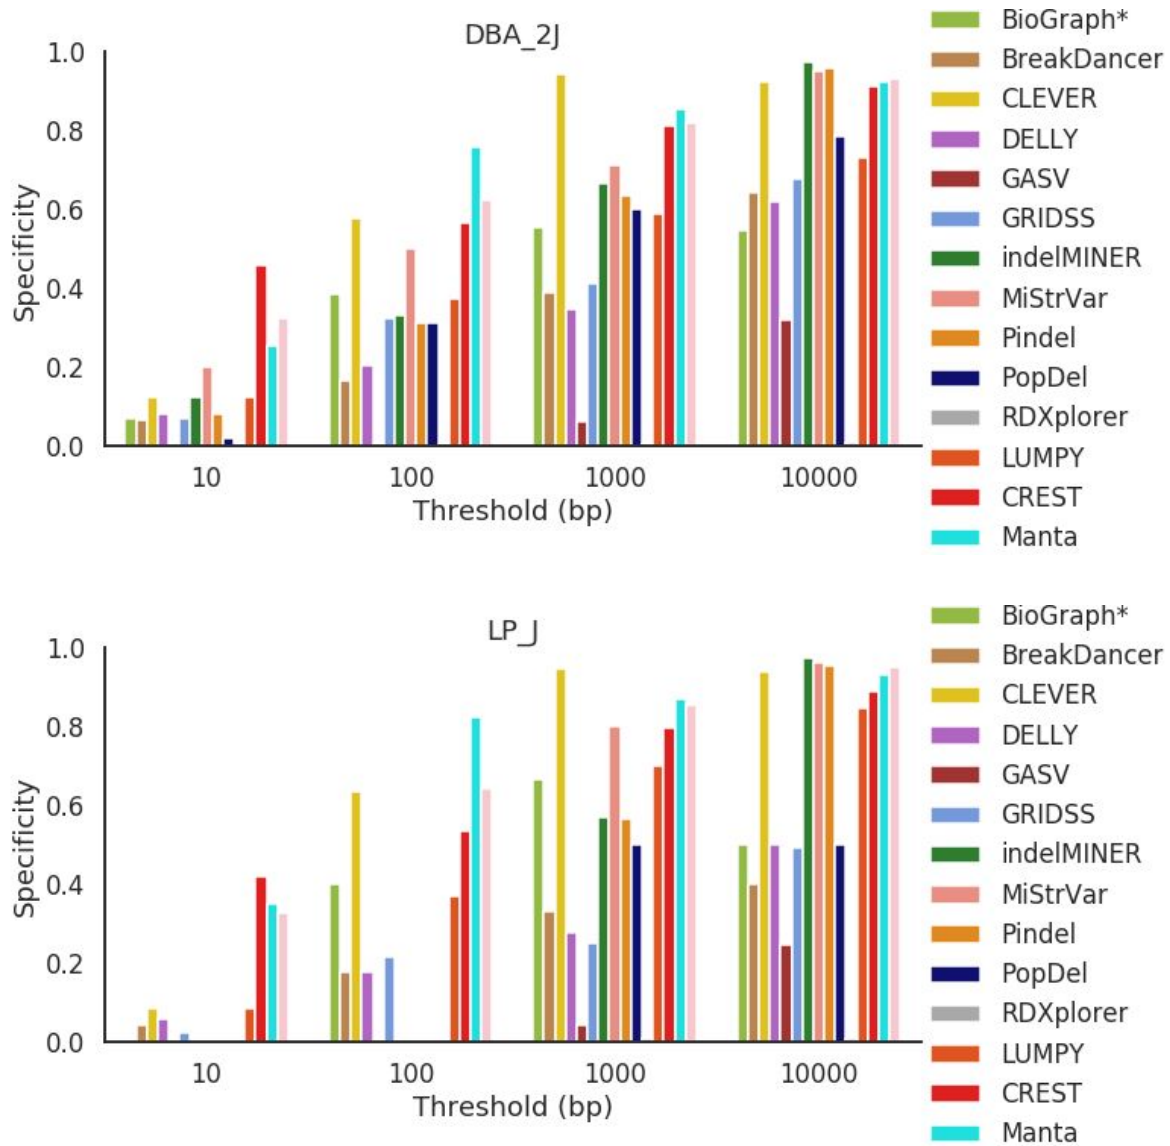 DBA_2J
1.0
0.8
0.6
0.4
0.2
0.0
Specificity
10 100 1000 10000
Threshold (bp)
BioGraph*
BreakDancer
CLEVER
DELLY
GASV
GRIDSS
indelMINER
MiStrVar
Pindel
PopDel
RDXplorer
LUMPY
CREST
Manta
LP_J
1.0
0.8
0.6
0.4
0.2
0.0
Specificity
10 100 1000 10000
Threshold (bp)
BioGraph*
BreakDancer
CLEVER
DELLY
GASV
GRIDSS
indelMINER
MiStrVar
Pindel
PopDel
RDXplorer
LUMPY
CREST
Manta